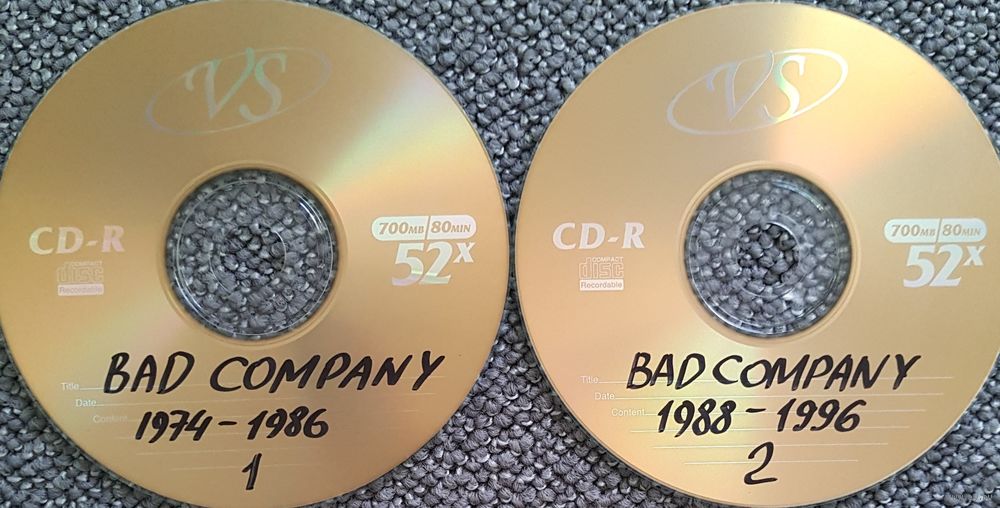 VS
CD-R
COMPACT
disc
Recordable
700MB 80MIN
52X
Title
BAD COMPANY
Date
Content
1974 - 1986
1
VS
CD-R
COMPACT
disc
Recordable
700MB 80MIN
52X
Title
BAD COMPANY
Date
Content
1988 - 1996
2